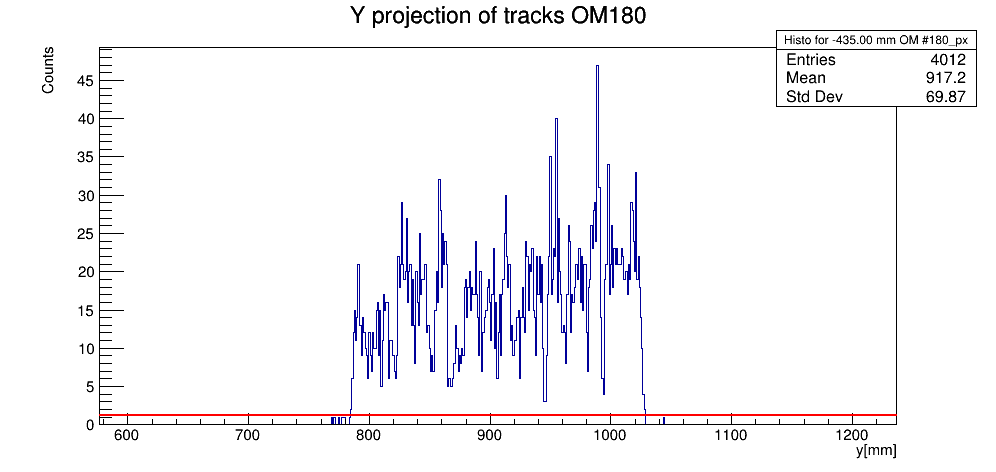 Y projection of tracks OM180
Histo for -435.00 mm OM #180_px
Entries 4012
Mean 917.2
Std Dev 69.87
Counts
45
40
35
30
25
20
15
10
5
0
600 700 800 900 1000 1100 1200
y[mm]